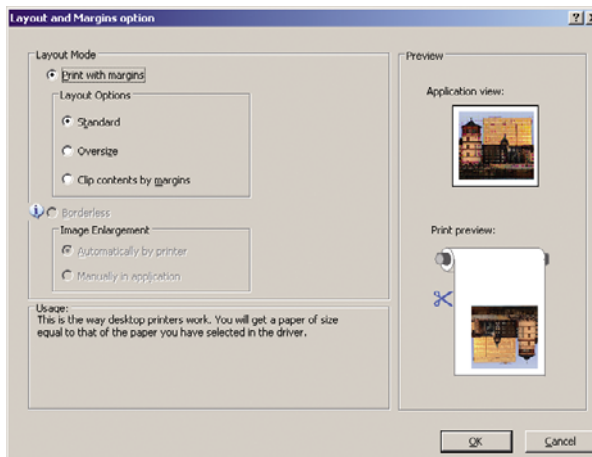 Layout and Margins option
Layout Mode
Print with margins
Layout Options
Standard
Oversize
Clip contents by margins
Borderless
Image Enlargement
Automatically by printer
Manually in application
Usage:
This is the way desktop printers work. You will get a paper of size
equal to that of the paper you have selected in the driver.
Preview
Application view:
Print preview:
OK
Cancel